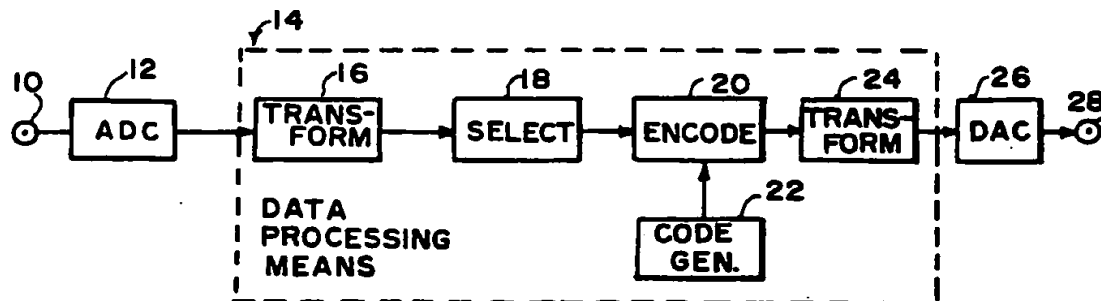 14
10
12
16
18
20
24
26
28
ADC
TRANS-
FORM
SELECT
ENCODE
TRANS-
FORM
DAC
22
DATA
PROCESSING
MEANS
CODE
GEN.